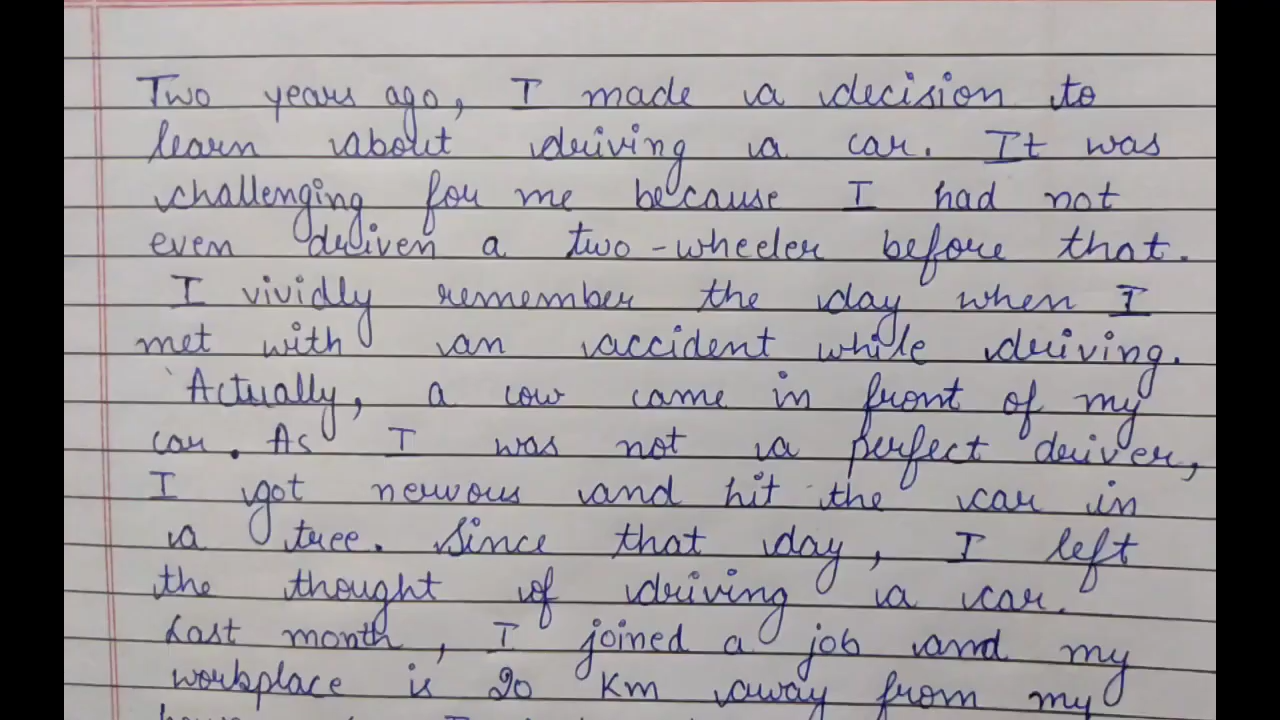 Two years ago, I made a decision to
learn about driving a car. It was
challenging for me because I had not
even driven a two-wheeler before that.
I vividly remember the day when I
met with an accident while driving.
Actually, a cow came in front of my
car. As I was not a perfect driver,
I got nervous and hit the car in
a tree. Since that day, I left
the thought of driving a car.
Last month, I joined a job and my
workplace is 20 km away from my